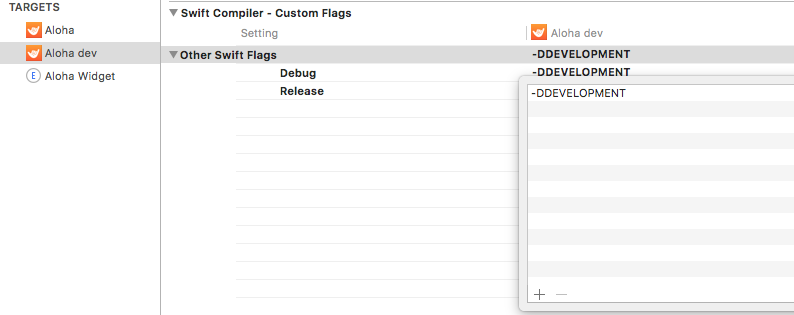 TARGETS
Aloha
Aloha dev
E Aloha Widget
Swift Compiler - Custom Flags
Setting Aloha dev
Other Swift Flags -DDEVELOPMENT
Debug -DDEVELOPMENT
Release
-DDEVELOPMENT